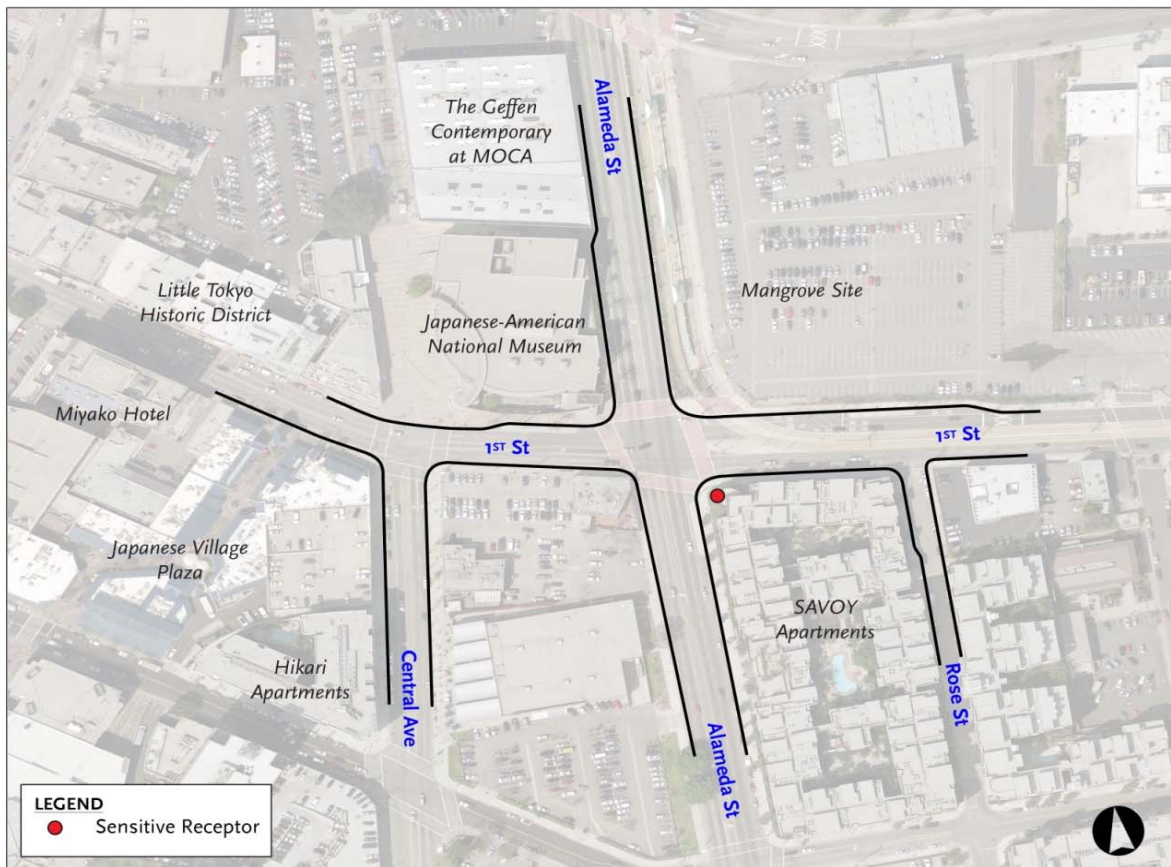 Alameda St
The Geffen
Contemporary
at MOCA
Little Tokyo
Historic District
Japanese-American
National Museum
Mangrove Site
Miyako Hotel
1ST St
1ST St
Japanese Village
Plaza
SAVOY
Apartments
Hikari
Apartments
Central Ave
Rose St
Alameda St
LEGEND
Sensitive Receptor